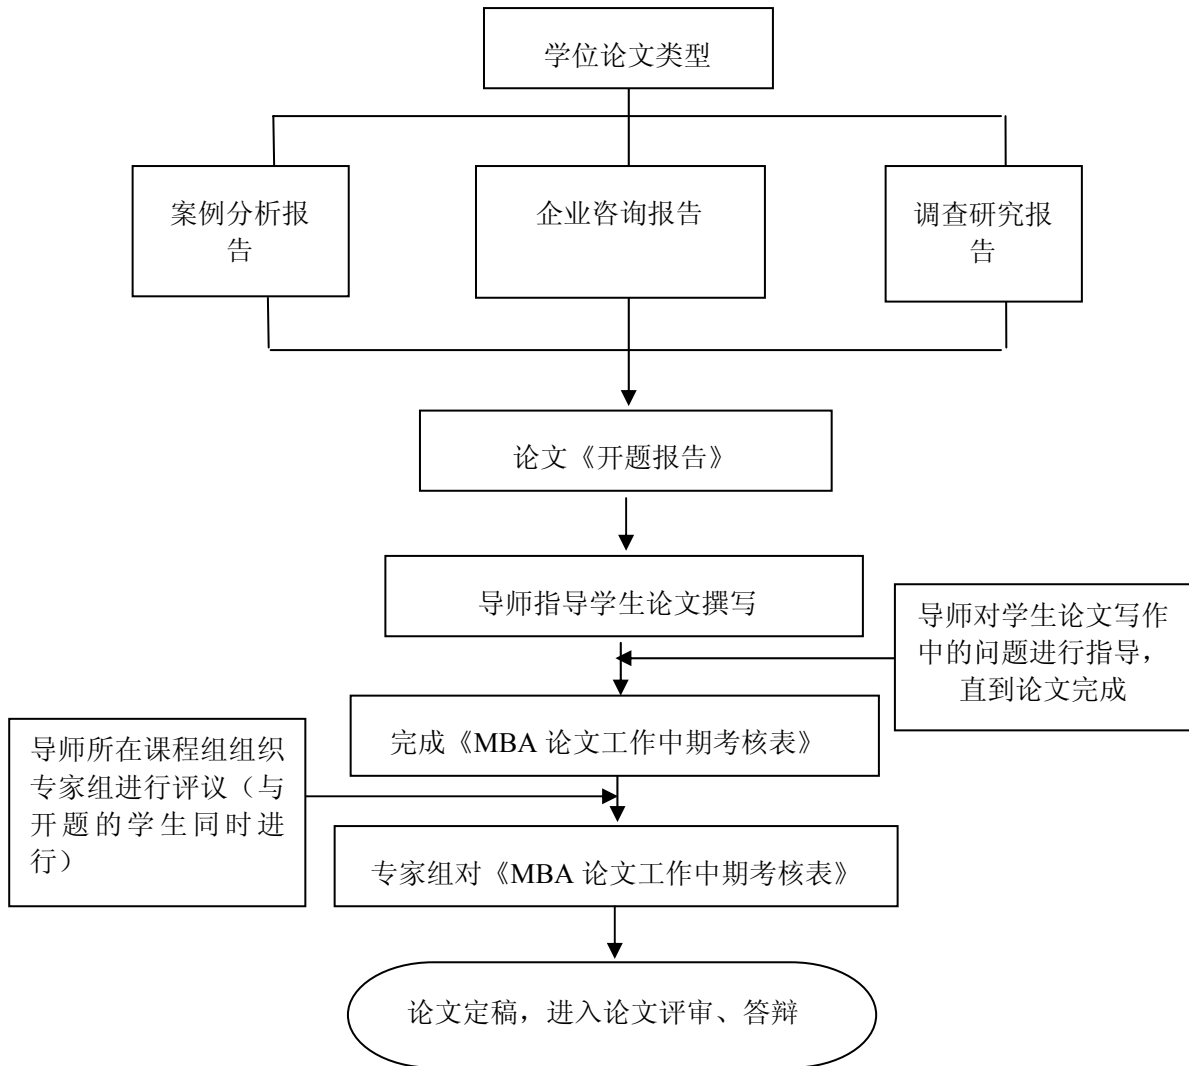 学位论文类型
案例分析报
告
企业咨询报告
调查研究报
告
论文《开题报告》
导师指导学生论文撰写
导师对学生论文写作
中的问题进行指导，
直到论文完成
完成《MBA 论文工作中期考核表》
导师所在课程组组织
专家组进行评议（与
开题的学生同时进
行）
专家组对《MBA 论文工作中期考核表》
论文定稿，进入论文评审、答辩